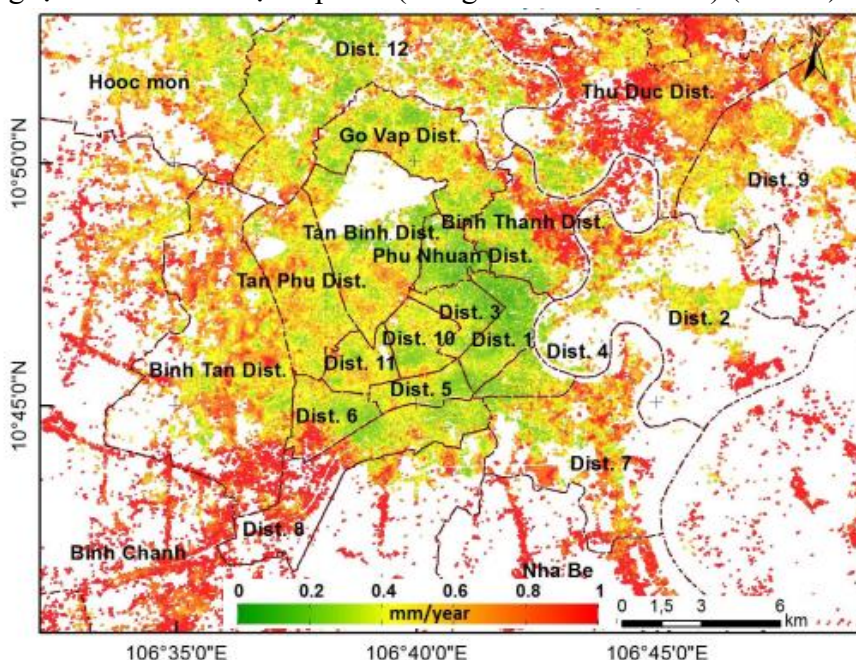 Dist. 12
N
Hooc mon
Thu Duc Dist.
Go Vap Dist.
10°50'0"N
Dist. 9
Binh Thanh Dist.
Tan Binh Dist.
Phu Nhuan Dist.
Tan Phu Dist.
Dist. 3
Dist. 2
Dist. 10
Dist. 1
Dist. 4
Dist. 11
Binh Tan Dist.
Dist. 5
10°45'0"N
Dist. 6
Dist. 7
Dist. 8
Binh Chanh
Nha Be
0 0.2 0.4 0.6 0.8 1
mm/year
0 1.5 3 6
km
106°35'0"E 106°40'0"E 106°45'0"E